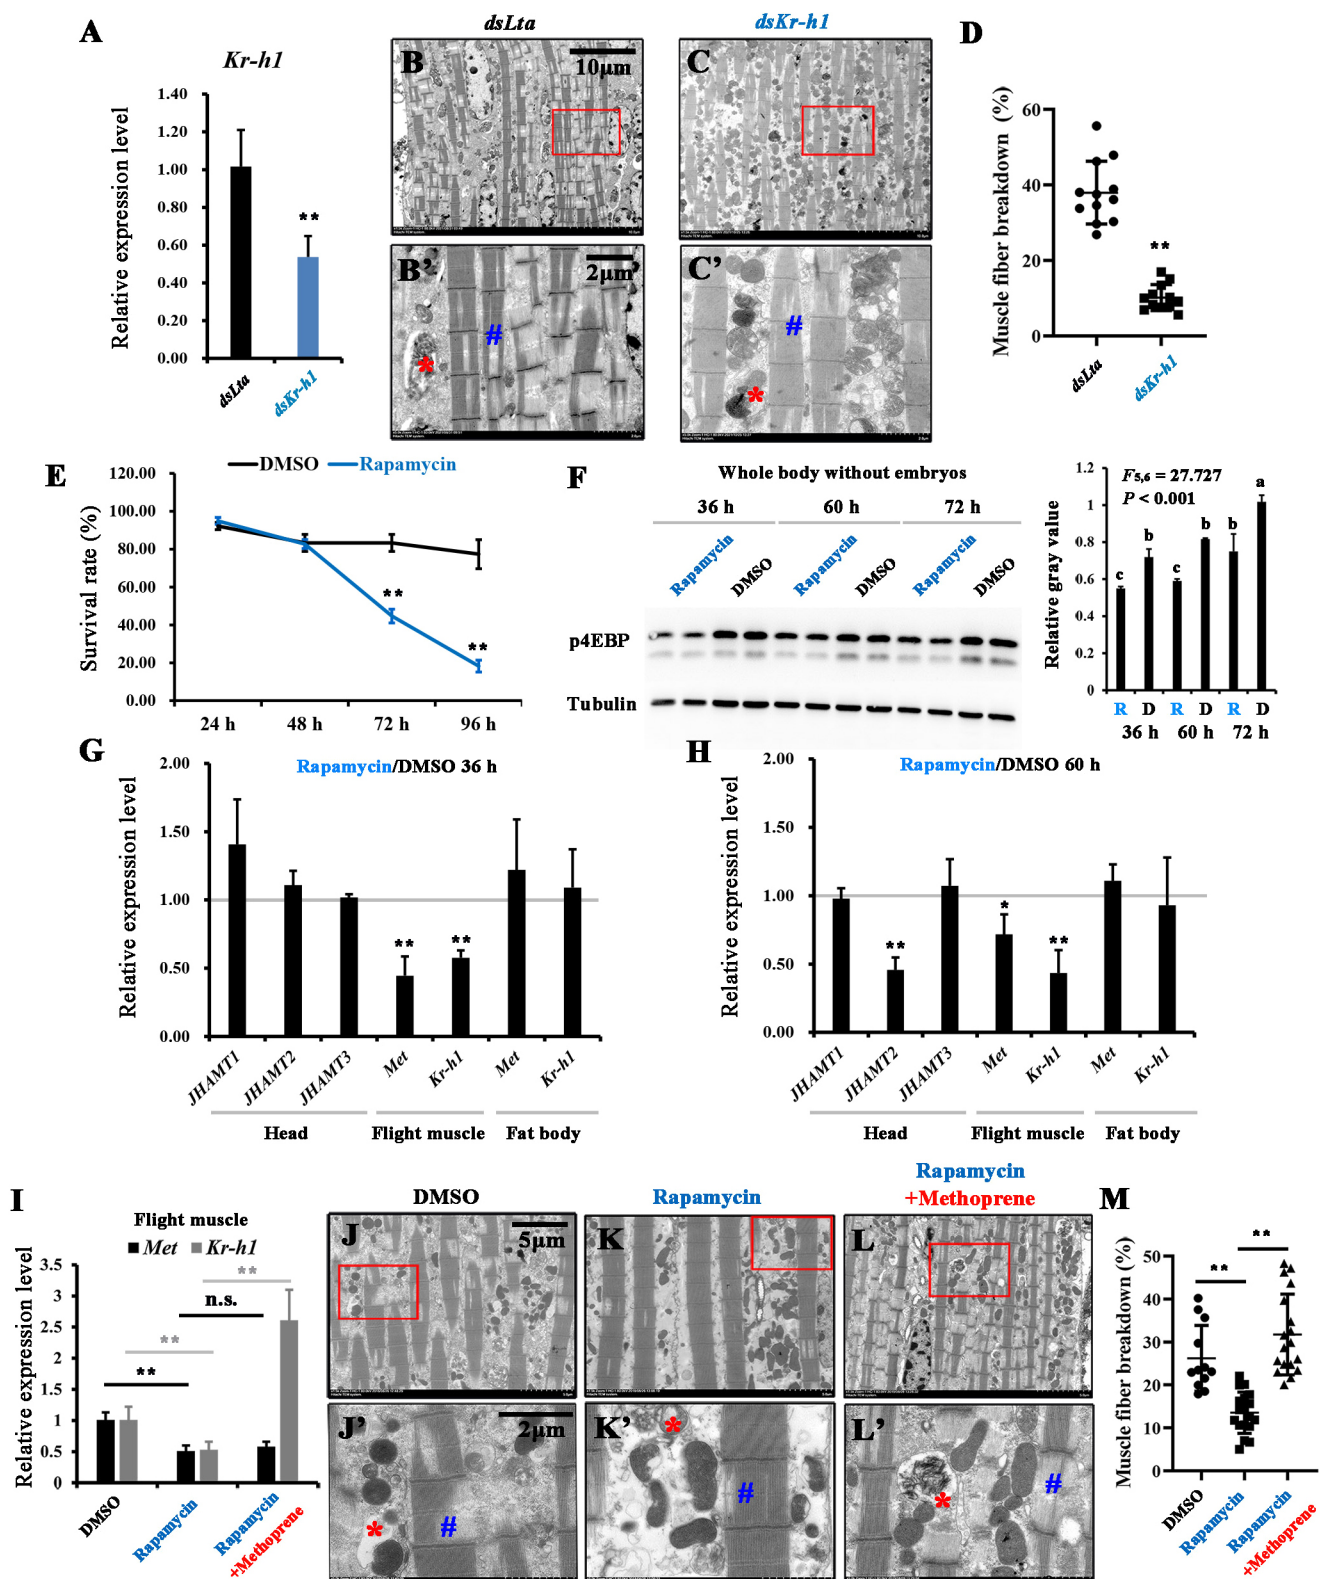 A
Kr-h1
Relative expression level
1.40
1.20
1.00
0.80
0.60
0.40
0.20
0.00
**
dsLta
dsKr-h1
dsLta
dsKr-h1
B
10μm
C
B’
2μm
#
*
C’
#
*
D
Muscle fiber breakdown (%)
60
40
20
0
**
dsLta
dsKr-h1
E
DMSO
Rapamycin
Survival rate (%)
120.00
100.00
80.00
60.00
40.00
20.00
0.00
**
**
24 h 48 h 72 h 96 h
F
Whole body without embryos
36 h 60 h 72 h
Rapamycin DMSO Rapamycin DMSO Rapamycin DMSO
p4EBP
Tubulin
Relative gray value
1.2
1
0.8
0.6
0.4
0.2
0
F5,6 = 27.727
P < 0.001
c b c b b a
R D R D R D
36 h 60 h 72 h
G
Rapamycin/DMSO 36 h
Relative expression level
2.00
1.50
1.00
0.50
0.00
** **
JHAMT1 JHAMT2 JHAMT3 Met Kr-h1 Met Kr-h1
Head Flight muscle Fat body
H
Rapamycin/DMSO 60 h
Relative expression level
2.00
1.50
1.00
0.50
0.00
** * **
JHAMT1 JHAMT2 JHAMT3 Met Kr-h1 Met Kr-h1
Head Flight muscle Fat body
I
Flight muscle
Met Kr-h1
Relative expression level
3.5
3
2.5
2
1.5
1
0.5
0
**
n.s.
**
**
DMSO
Rapamycin
Rapamycin
+Methoprene
DMSO
Rapamycin
Rapamycin
+Methoprene
J
5μm
K
L
J’
2μm
*
#
K’
*
#
L’
*
#
M
Muscle fiber breakdown (%)
50
40
30
20
10
0
**
**
DMSO
Rapamycin
Rapamycin
+Methoprene